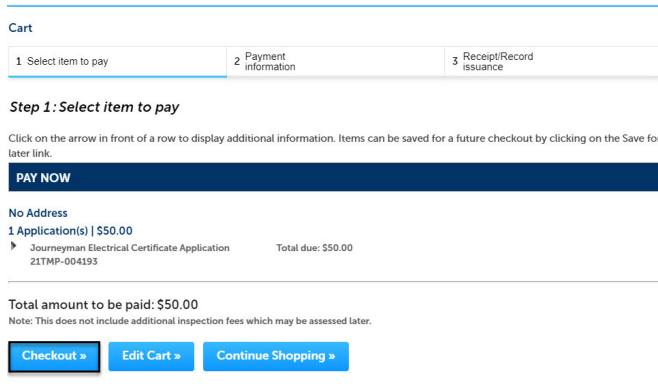 Cart
1 Select item to pay
2 Payment information
3 Receipt/Record issuance
Step 1: Select item to pay
Click on the arrow in front of a row to display additional information. Items can be saved for a future checkout by clicking on the Save for
later link.
PAY NOW
No Address
1 Application(s) | $50.00
Journeyman Electrical Certificate Application Total due: $50.00
21TMP-004193
Total amount to be paid: $50.00
Note: This does not include additional inspection fees which may be assessed later.
Checkout » Edit Cart » Continue Shopping »